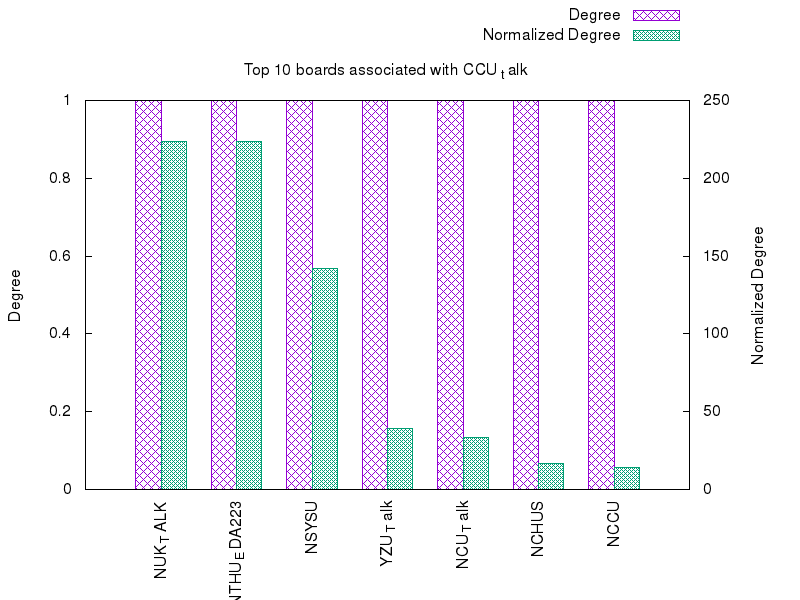 Degree
Normalized Degree
Top 10 boards associated with CCU t alk
1
0.8
0.6
0.4
0.2
0
250
200
150
100
50
0
Degree
Normalized Degree
NUK T ALK
NTHU E DA223
NSYSU
YZU T alk
NCU T alk
NCHUS
NCCU